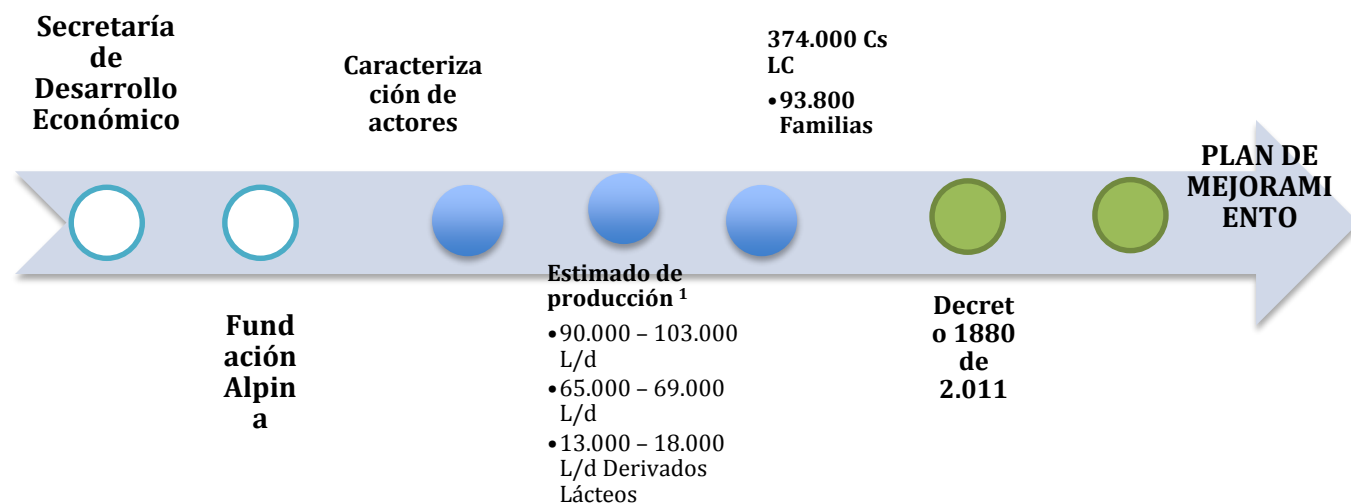 Secretaría
de
Desarrollo
Económico
Fund
ación
Alpin
a
Caracteriza
ción de
actores
Estimado de
producción ¹
•90.000 – 103.000
L/d
•65.000 – 69.000
L/d
•13.000 – 18.000
L/d Derivados
Lácteos
374.000 Cs
LC
•93.800
Familias
Decret
o 1880
de
2.011
PLAN DE
MEJORAMI
ENTO